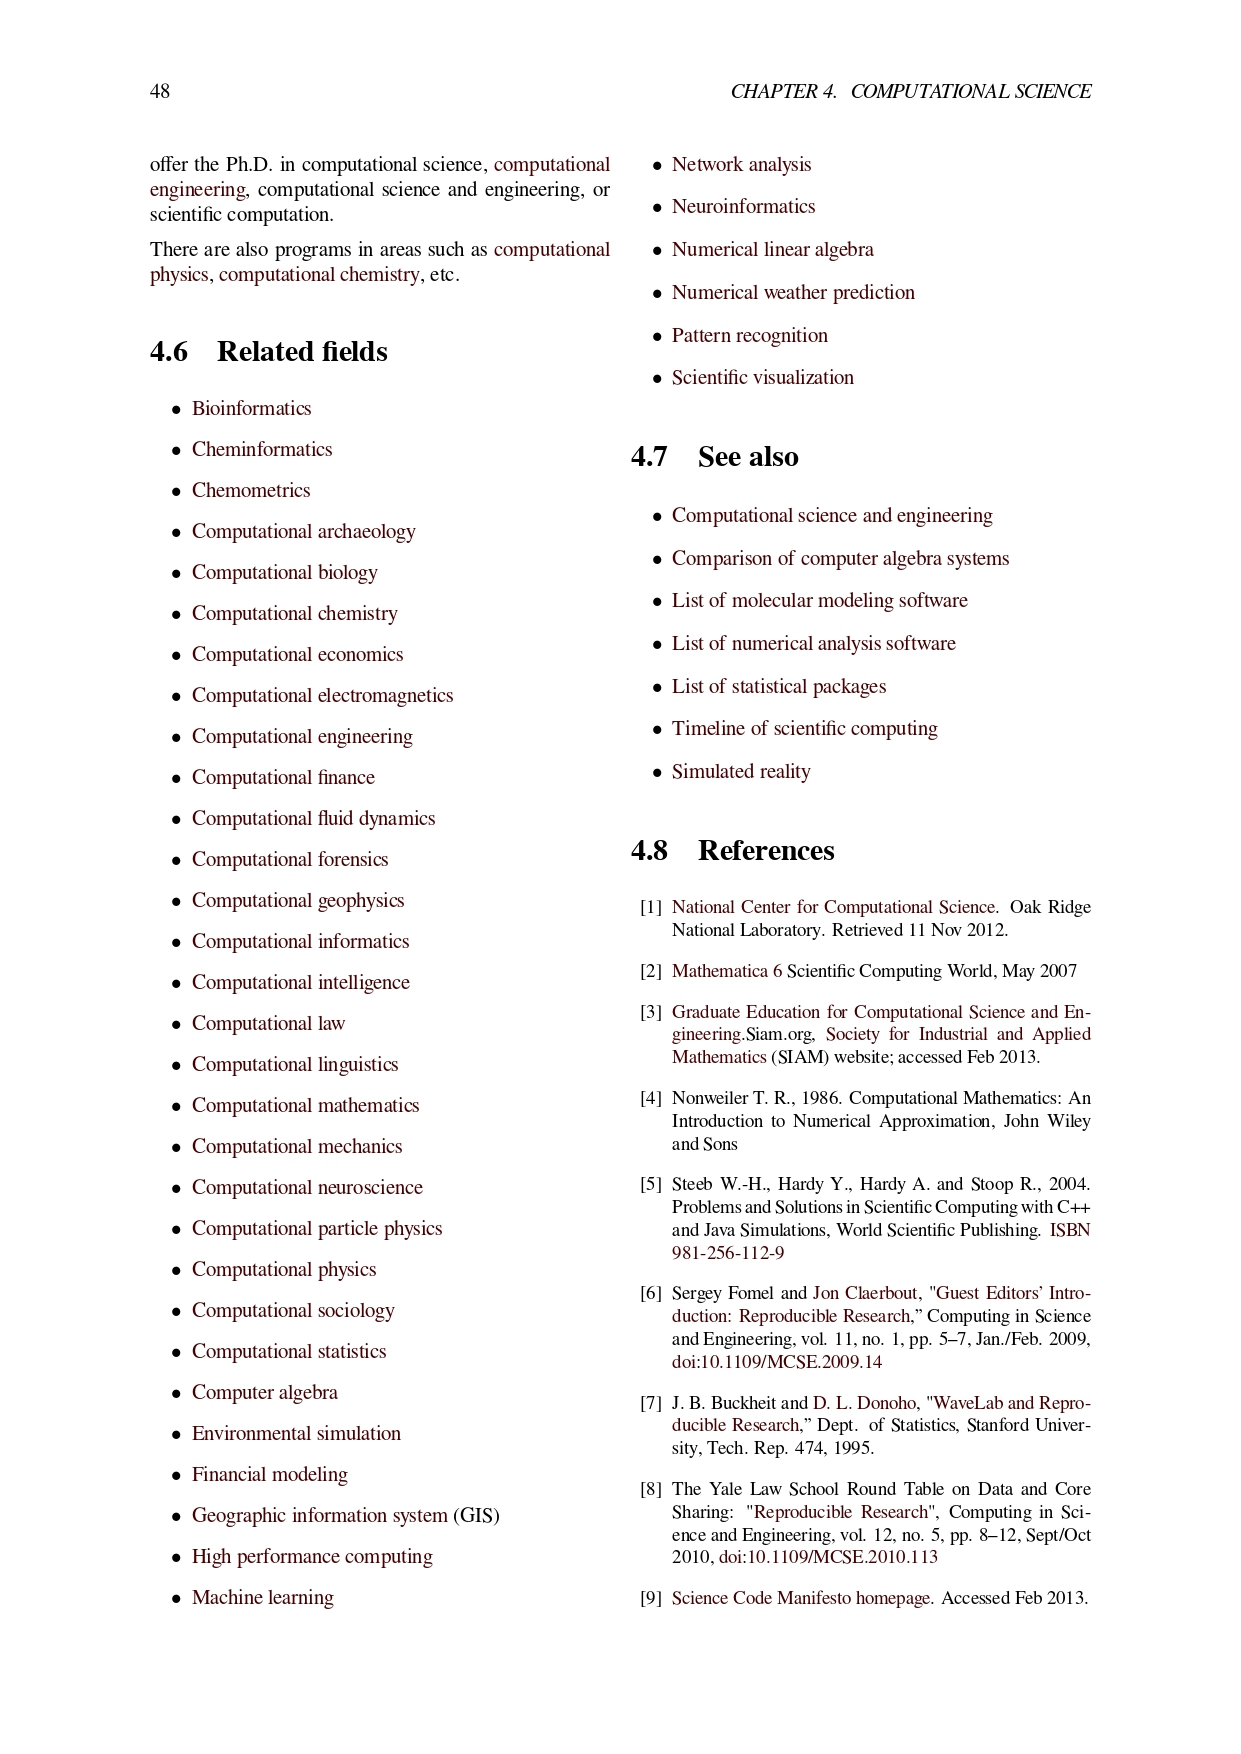 48
CHAPTER 4. COMPUTATIONAL SCIENCE
offer the Ph.D. in computational science, computational
engineering, computational science and engineering, or
scientific computation.
There are also programs in areas such as computational
physics, computational chemistry, etc.
4.6 Related fields
• Bioinformatics
• Cheminformatics
• Chemometrics
• Computational archaeology
• Computational biology
• Computational chemistry
• Computational economics
• Computational electromagnetics
• Computational engineering
• Computational finance
• Computational fluid dynamics
• Computational forensics
• Computational geophysics
• Computational informatics
• Computational intelligence
• Computational law
• Computational linguistics
• Computational mathematics
• Computational mechanics
• Computational neuroscience
• Computational particle physics
• Computational physics
• Computational sociology
• Computational statistics
• Computer algebra
• Environmental simulation
• Financial modeling
• Geographic information system (GIS)
• High performance computing
• Machine learning
• Network analysis
• Neuroinformatics
• Numerical linear algebra
• Numerical weather prediction
• Pattern recognition
• Scientific visualization
4.7 See also
• Computational science and engineering
• Comparison of computer algebra systems
• List of molecular modeling software
• List of numerical analysis software
• List of statistical packages
• Timeline of scientific computing
• Simulated reality
4.8 References
[1] National Center for Computational Science. Oak Ridge
National Laboratory. Retrieved 11 Nov 2012.
[2] Mathematica 6 Scientific Computing World, May 2007
[3] Graduate Education for Computational Science and En-
gineering.Siam.org, Society for Industrial and Applied
Mathematics (SIAM) website; accessed Feb 2013.
[4] Nonweiler T. R., 1986. Computational Mathematics: An
Introduction to Numerical Approximation, John Wiley
and Sons
[5] Steeb W.-H., Hardy Y., Hardy A. and Stoop R., 2004.
Problems and Solutions in Scientific Computing with C++
and Java Simulations, World Scientific Publishing. ISBN
981-256-112-9
[6] Sergey Fomel and Jon Claerbout, "Guest Editors’ Intro-
duction: Reproducible Research,” Computing in Science
and Engineering, vol. 11, no. 1, pp. 5–7, Jan./Feb. 2009,
doi:10.1109/MCSE.2009.14
[7] J. B. Buckheit and D. L. Donoho, "WaveLab and Repro-
ducible Research,” Dept. of Statistics, Stanford Univer-
sity, Tech. Rep. 474, 1995.
[8] The Yale Law School Round Table on Data and Core
Sharing: "Reproducible Research", Computing in Sci-
ence and Engineering, vol. 12, no. 5, pp. 8–12, Sept/Oct
2010, doi:10.1109/MCSE.2010.113
[9] Science Code Manifesto homepage. Accessed Feb 2013.